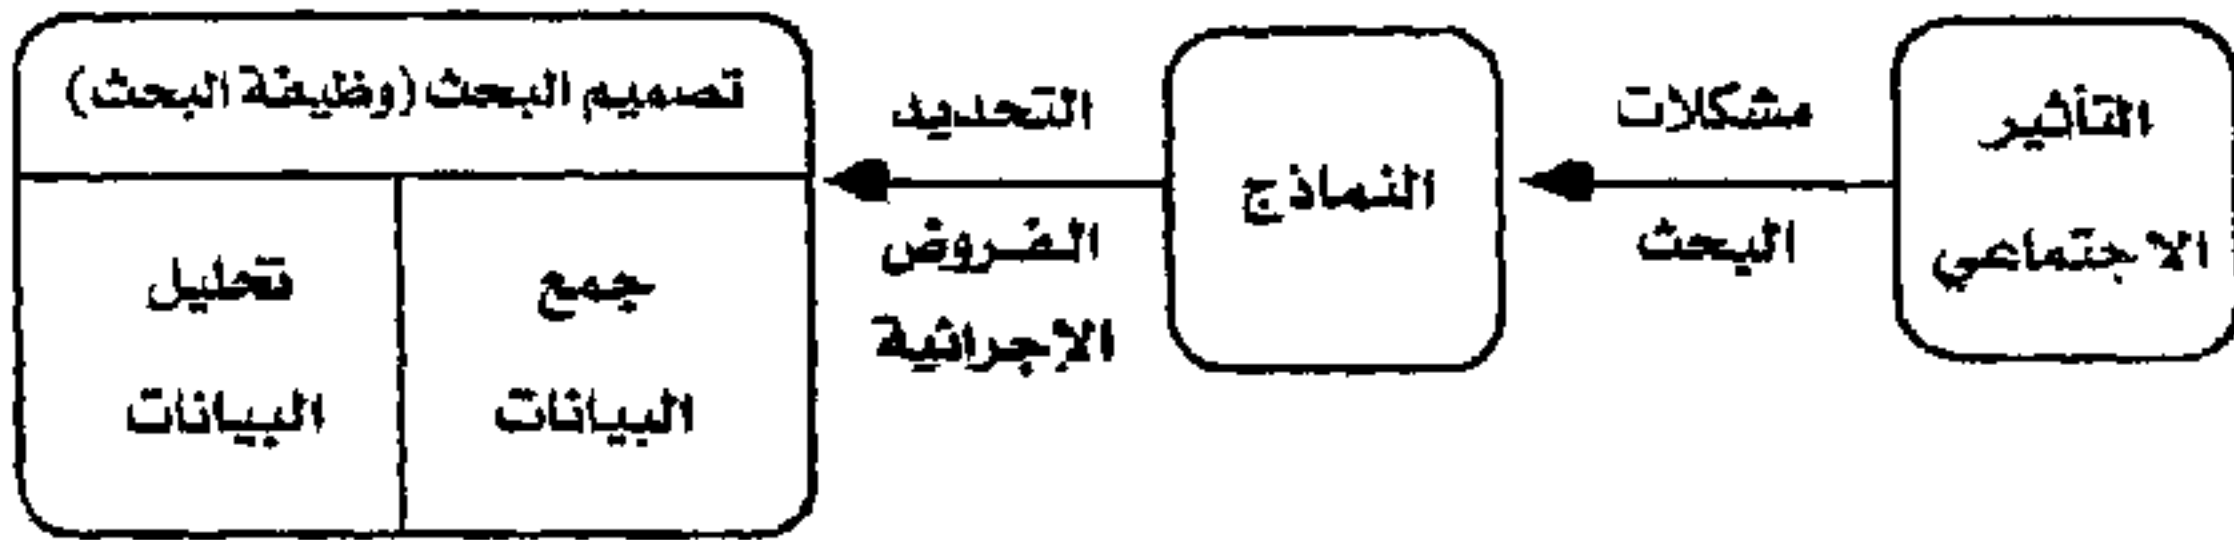 التأثير
الاجتماعي
مشكلات
البحث
النماذج
التحديد
الفروض
الإجرائية
تصميم البحث (وظيفة البحث)
جمع
البيانات
تحليل
البيانات